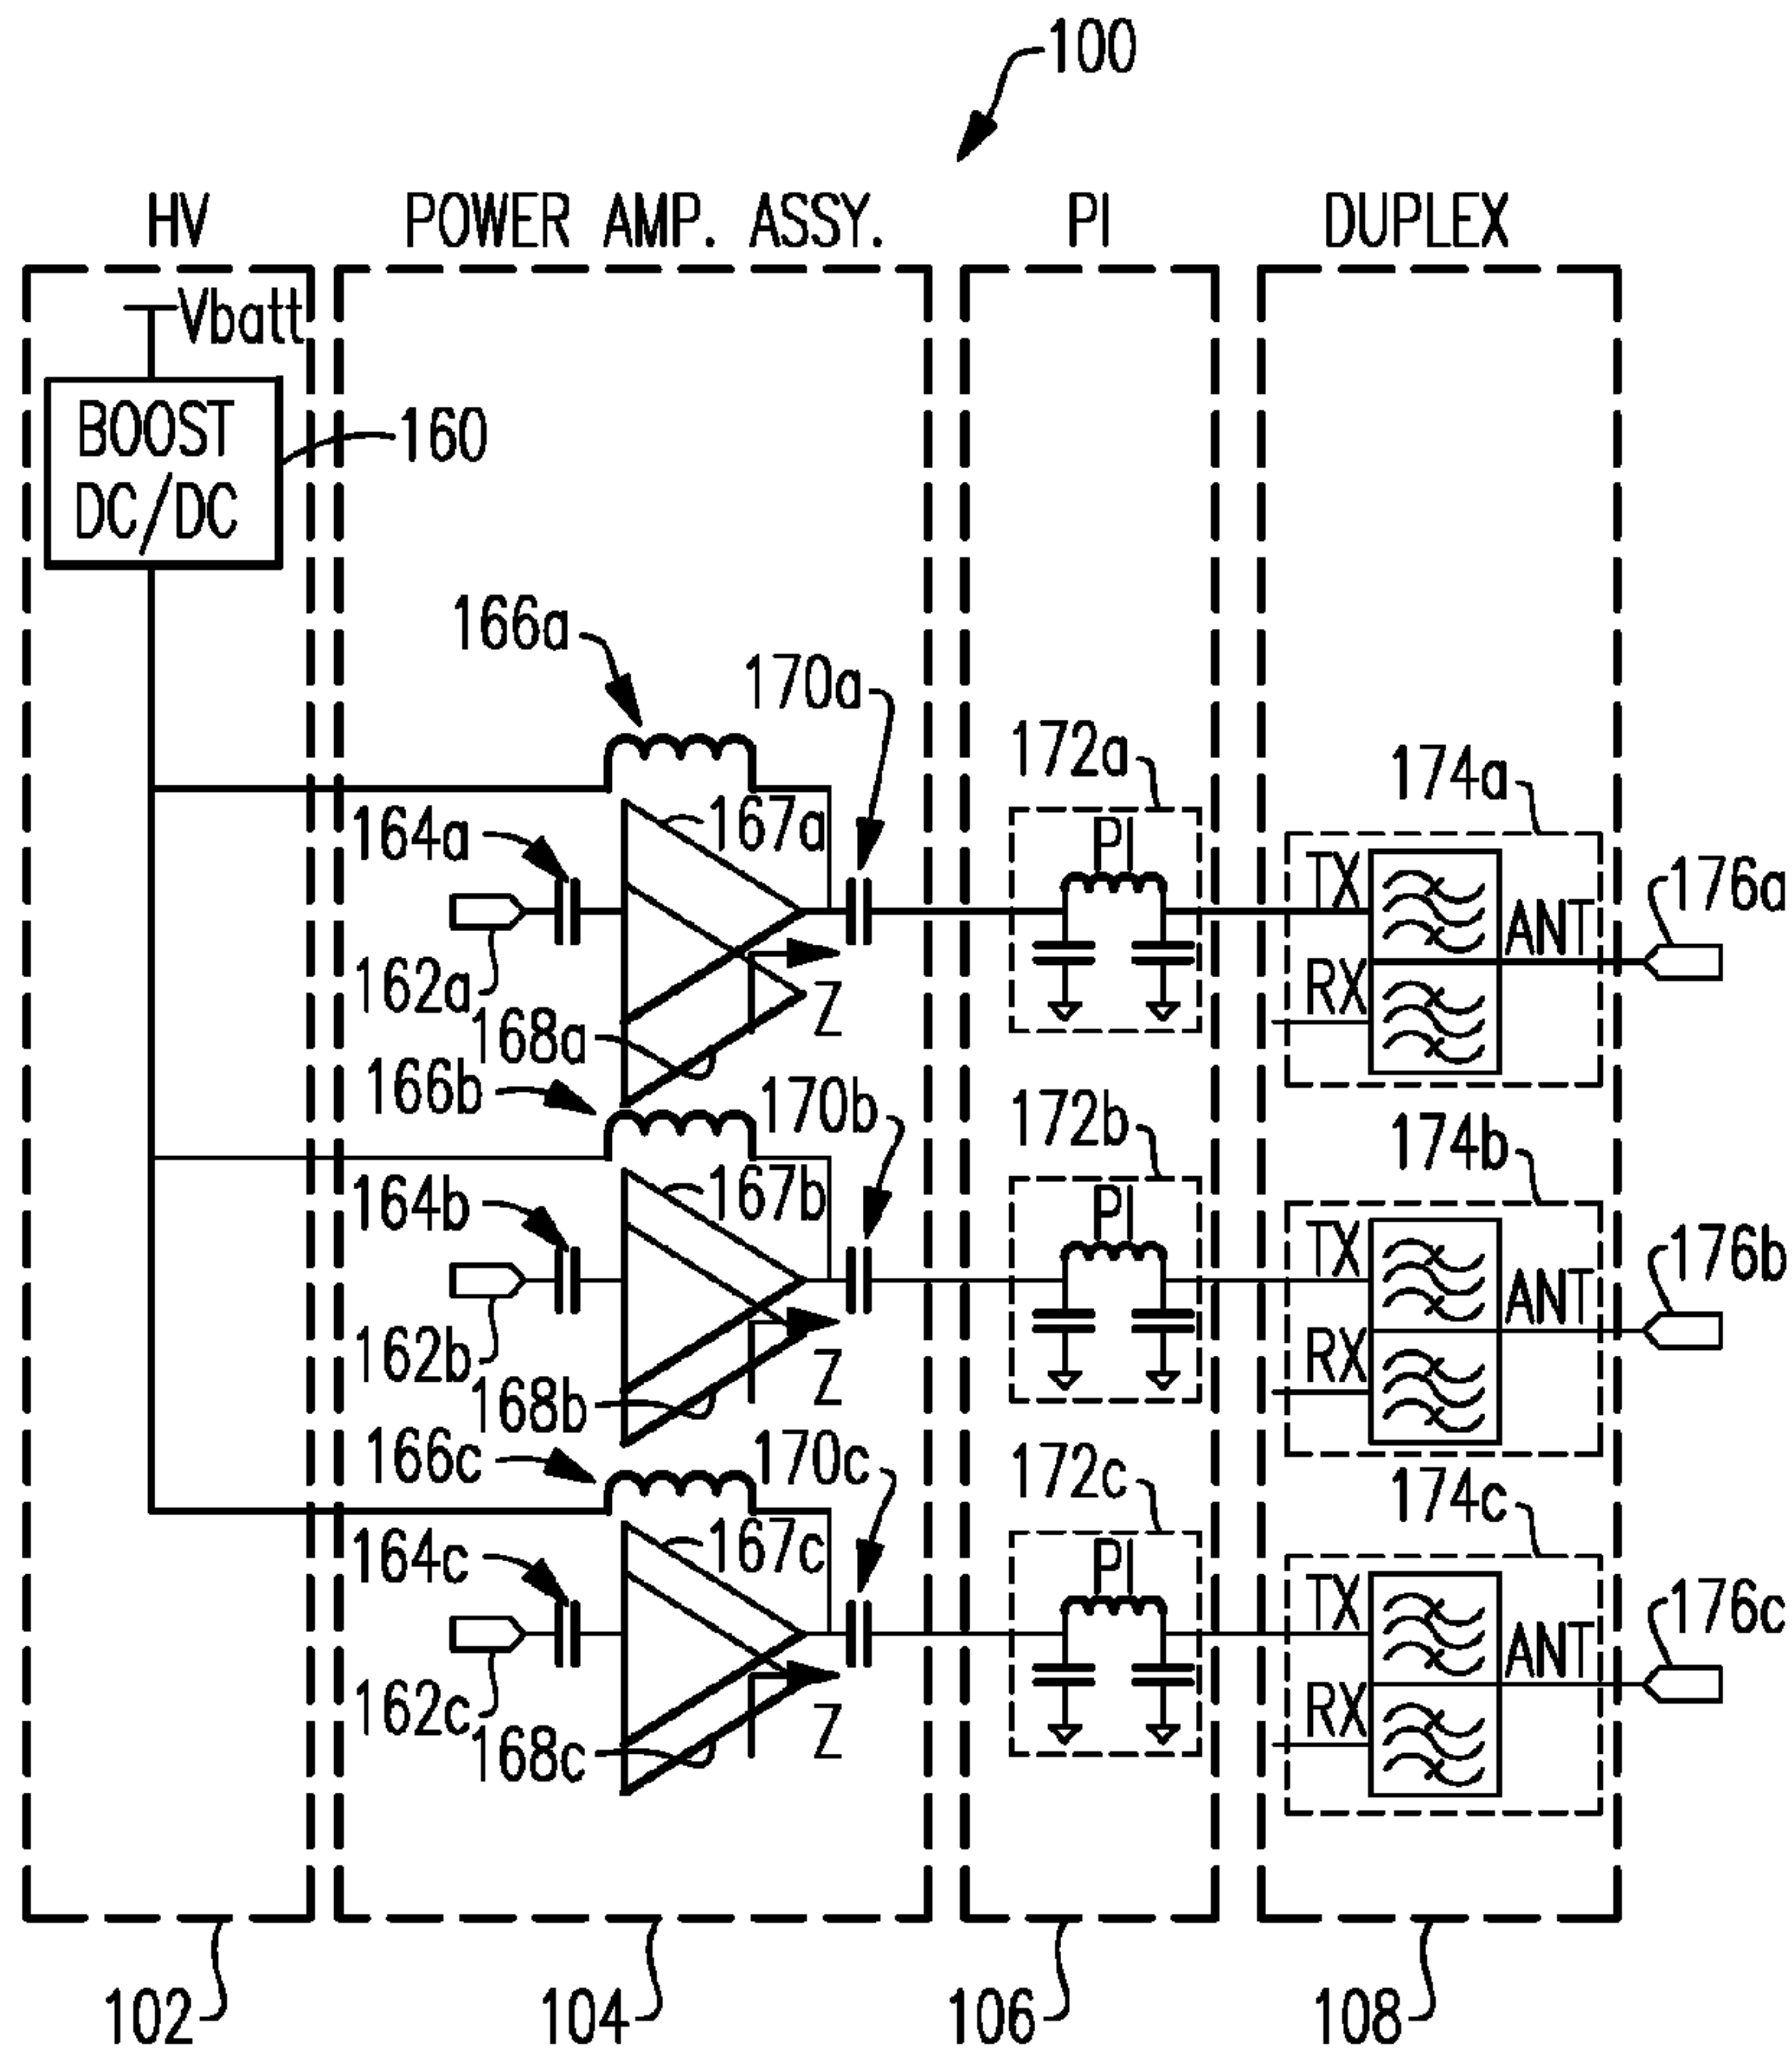 100
HV
POWER AMP. ASSY.
PI
DUPLEX
Vbatt
BOOST
DC/DC
160
166a
170a
172a
174a
164a
167a
PI
TX
ANT
176a
162a
RX
168a
Z
166b
170b
172b
174b
164b
167b
PI
TX
ANT
176b
162b
RX
168b
Z
166c
170c
172c
174c
164c
167c
PI
TX
ANT
176c
162c
RX
168c
Z
102
104
106
108